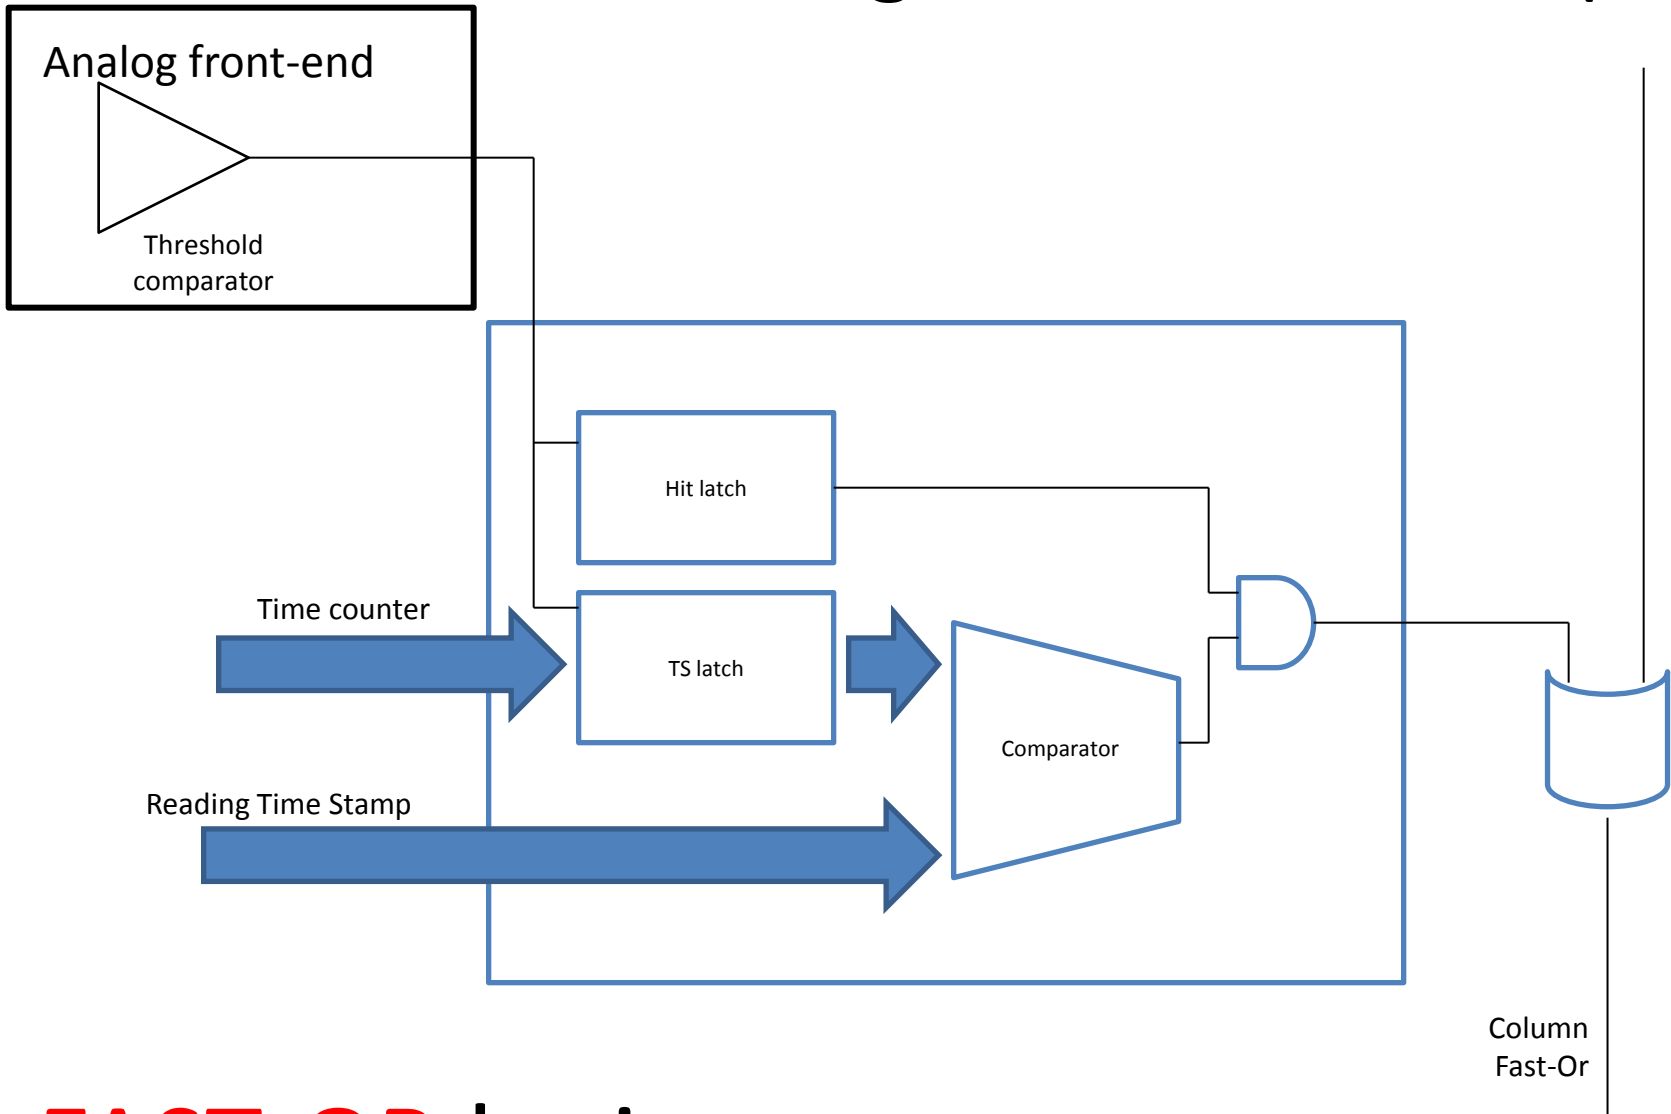 Analog front-end
Threshold
comparator
Hit latch
Time counter
TS latch
Comparator
Reading Time Stamp
Column
Fast-Or